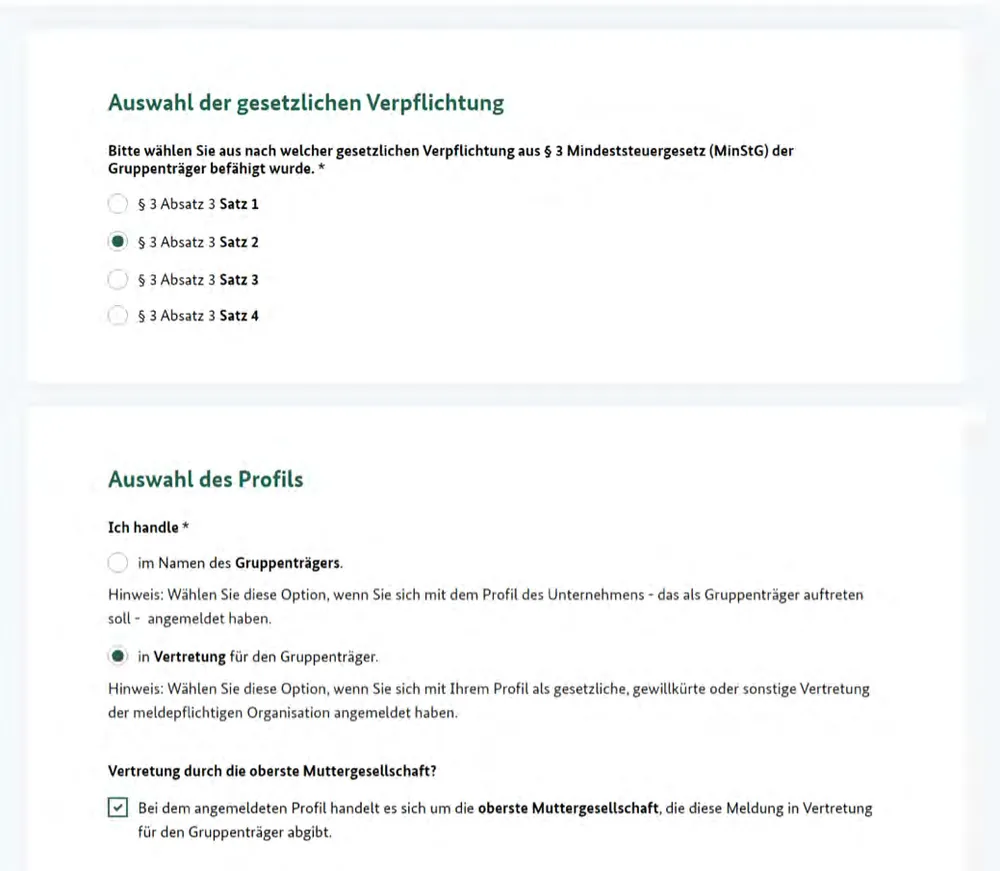 Auswahl der gesetzlichen Verpflichtung
Bitte wählen Sie aus nach welcher gesetzlichen Verpflichtung aus § 3 Mindeststeuergesetz (MinStG) der
Gruppenträger befähigt wurde. *
§ 3 Absatz 3 Satz 1
§ 3 Absatz 3 Satz 2
§ 3 Absatz 3 Satz 3
§ 3 Absatz 3 Satz 4
Auswahl des Profils
Ich handle *
im Namen des Gruppenträgers.
Hinweis: Wählen Sie diese Option, wenn Sie sich mit dem Profil des Unternehmens - das als Gruppenträger auftreten
soll - angemeldet haben.
in Vertretung für den Gruppenträger.
Hinweis: Wählen Sie diese Option, wenn Sie sich mit Ihrem Profil als gesetzliche, gewillkürte oder sonstige Vertretung
der meldepflichtigen Organisation angemeldet haben.
Vertretung durch die oberste Muttergesellschaft?
Bei dem angemeldeten Profil handelt es sich um die oberste Muttergesellschaft, die diese Meldung in Vertretung
für den Gruppenträger abgibt.